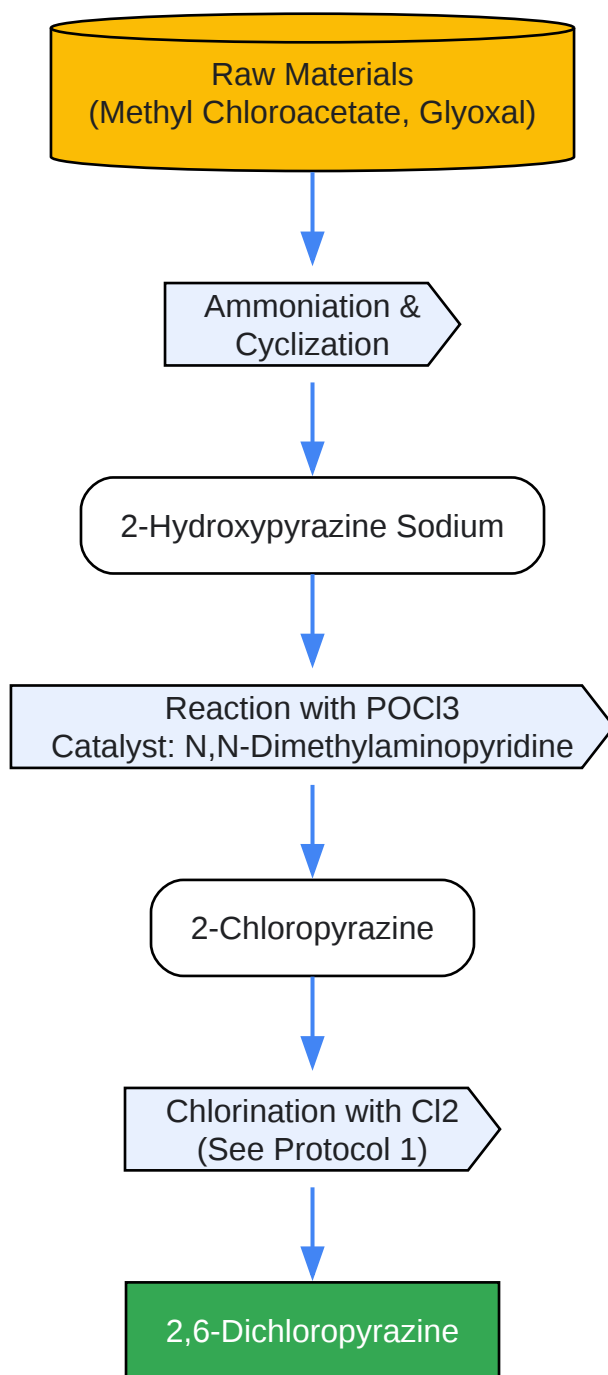 Raw Materials
(Methyl Chloroacetate, Glyoxal)
Ammoniation &
Cyclization
2-Hydroxypyrazine Sodium
Reaction with POCl3
Catalyst: N,N-Dimethylaminopyridine
2-Chloropyrazine
Chlorination with Cl2
(See Protocol 1)
2,6-Dichloropyrazine